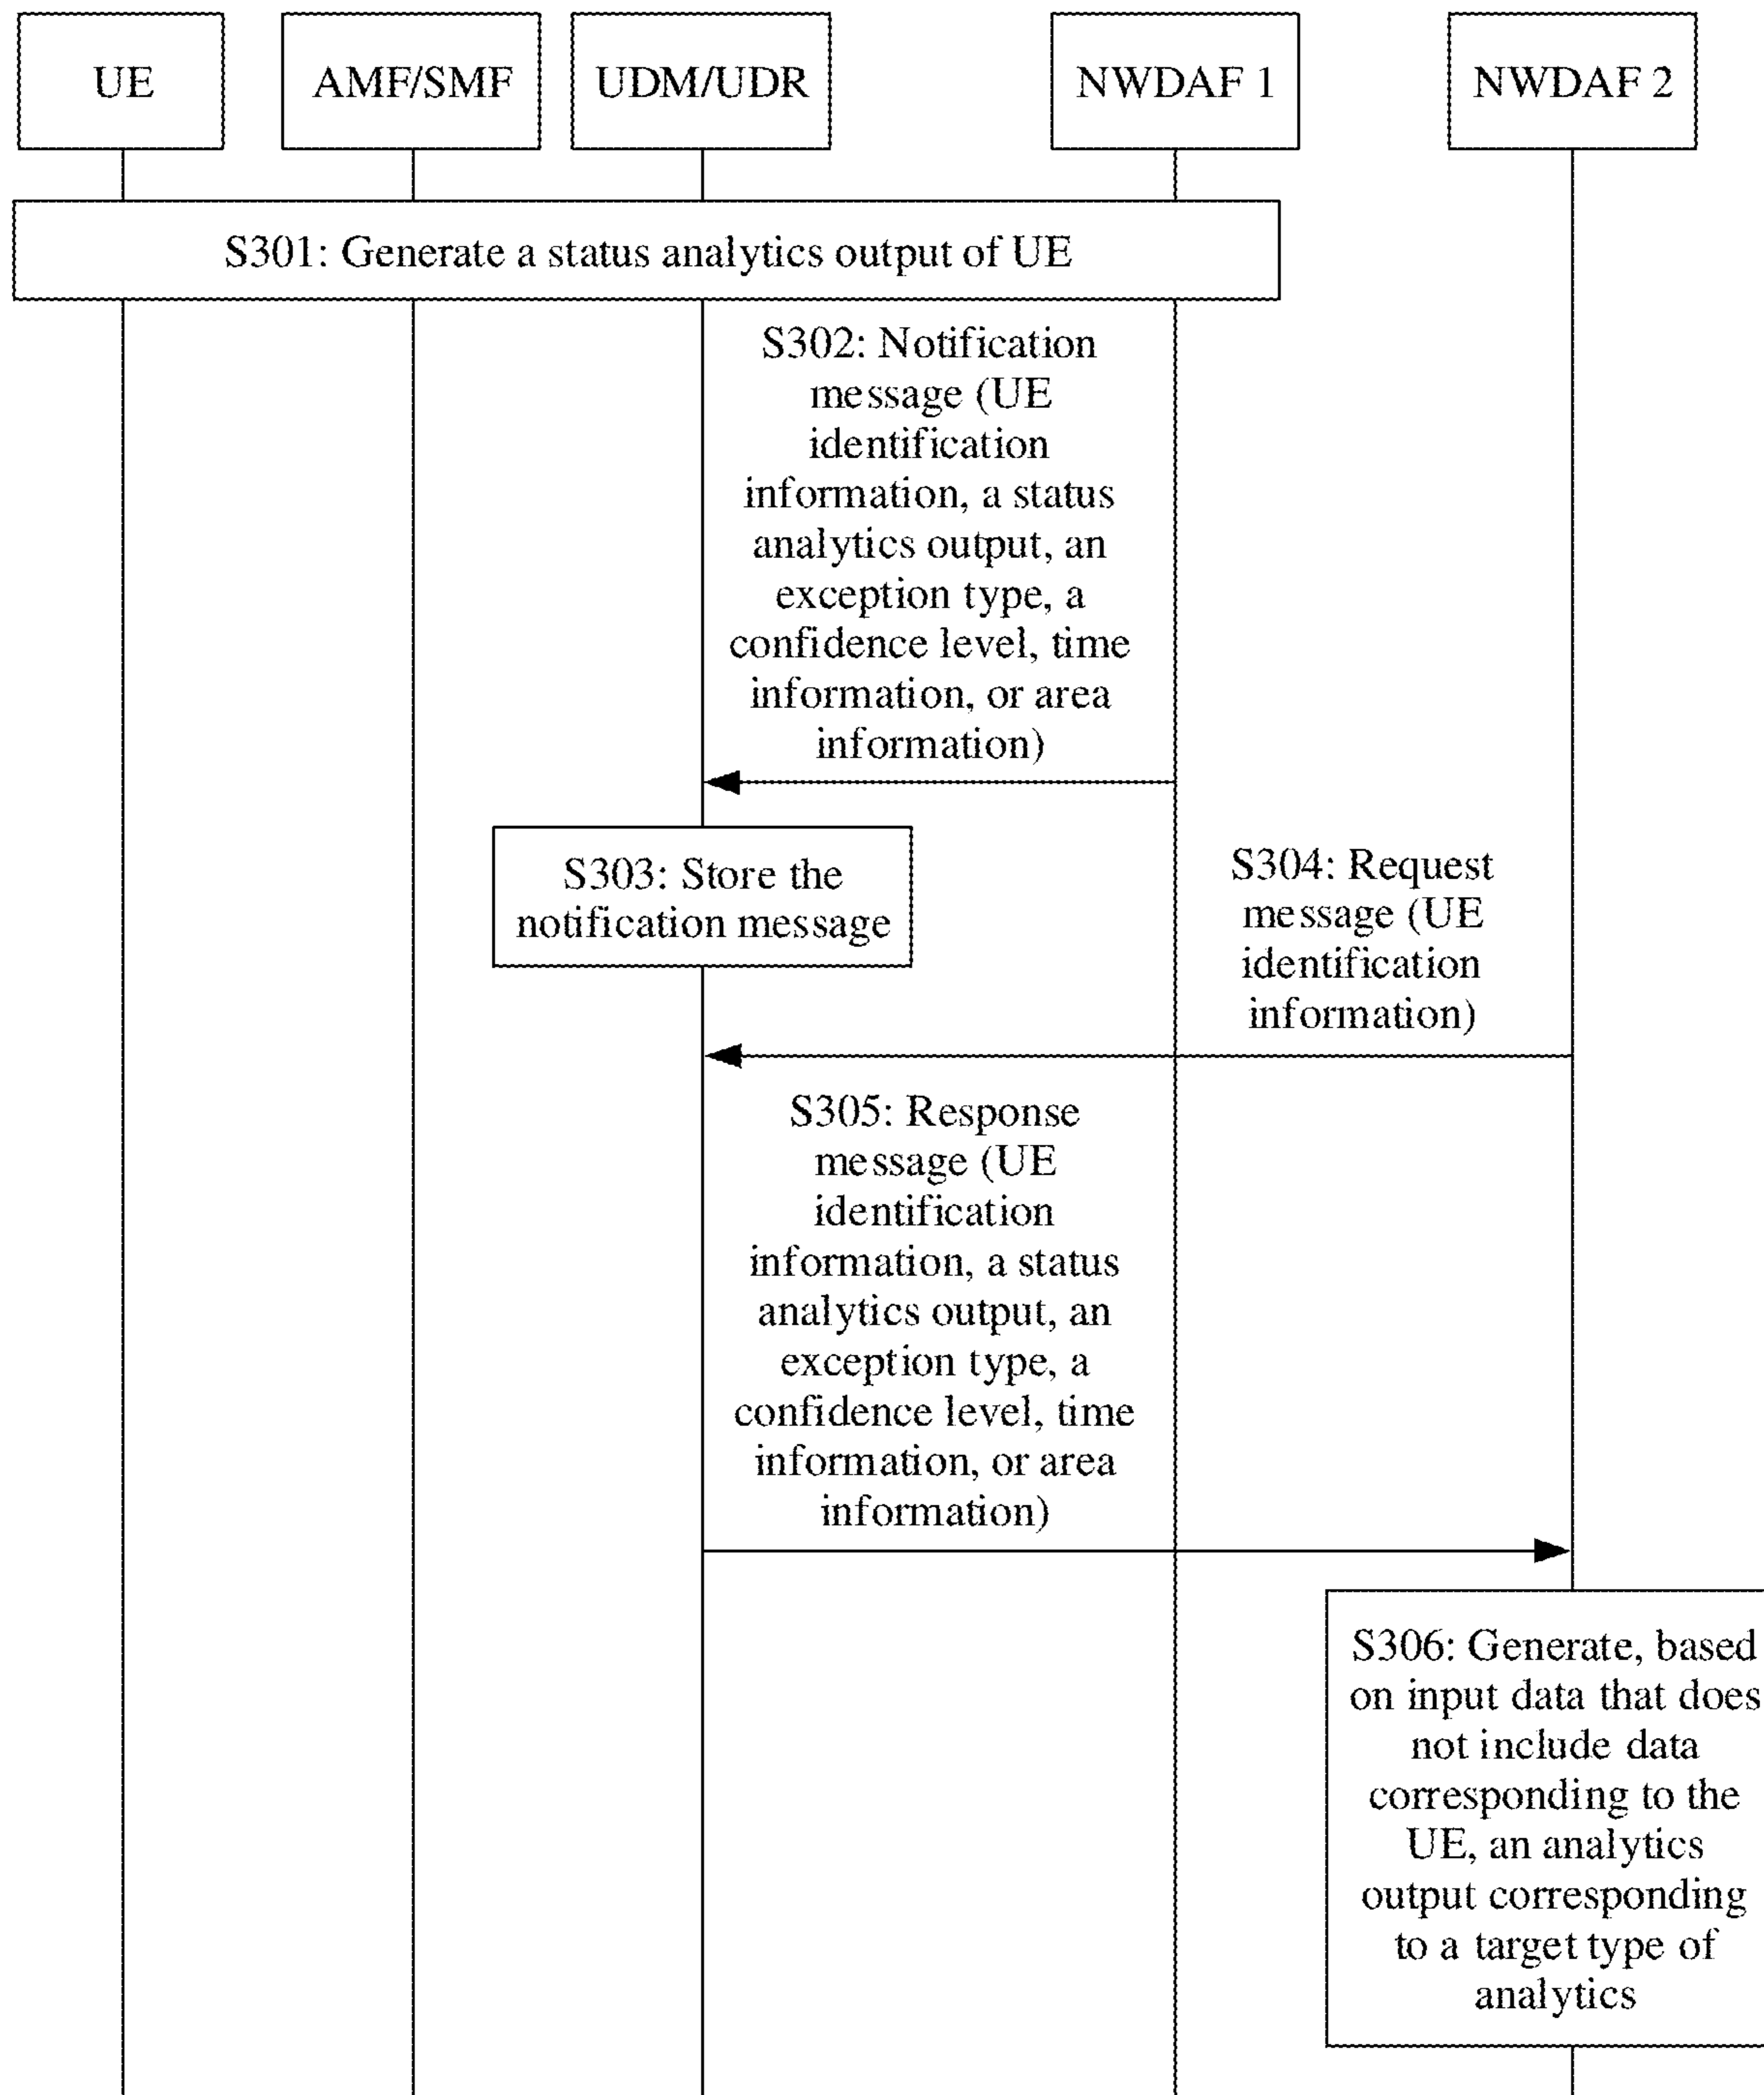 UE
AMF/SMF
UDM/UDR
NWDAF 1
NWDAF 2
S301: Generate a status analytics output of UE
S302: Notification
message (UE
identification
information, a status
analytics output, an
exception type, a
confidence level, time
information, or area
information)
S303: Store the
notification message
S304: Request
message (UE
identification
information)
S305: Response
message (UE
identification
information, a status
analytics output, an
exception type, a
confidence level, time
information, or area
information)
S306: Generate, based
on input data that does
not include data
corresponding to the
UE, an analytics
output corresponding
to a target type of
analytics